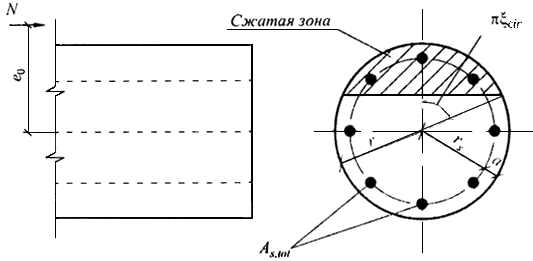 N
e₀
Сжатая зона
πξcir
r
rₛ
a
As,tot